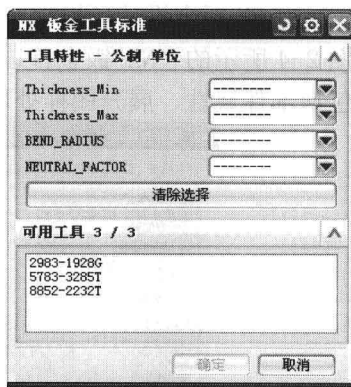 NX 钣金工具标准
工具特性 - 公制 单位
Thickness_Min --------
Thickness_Max --------
BEND_RADIUS --------
NEUTRAL_FACTOR --------
清除选择
可用工具 3 / 3
2983-1928G
5783-3285T
8852-2232T
确定 取消